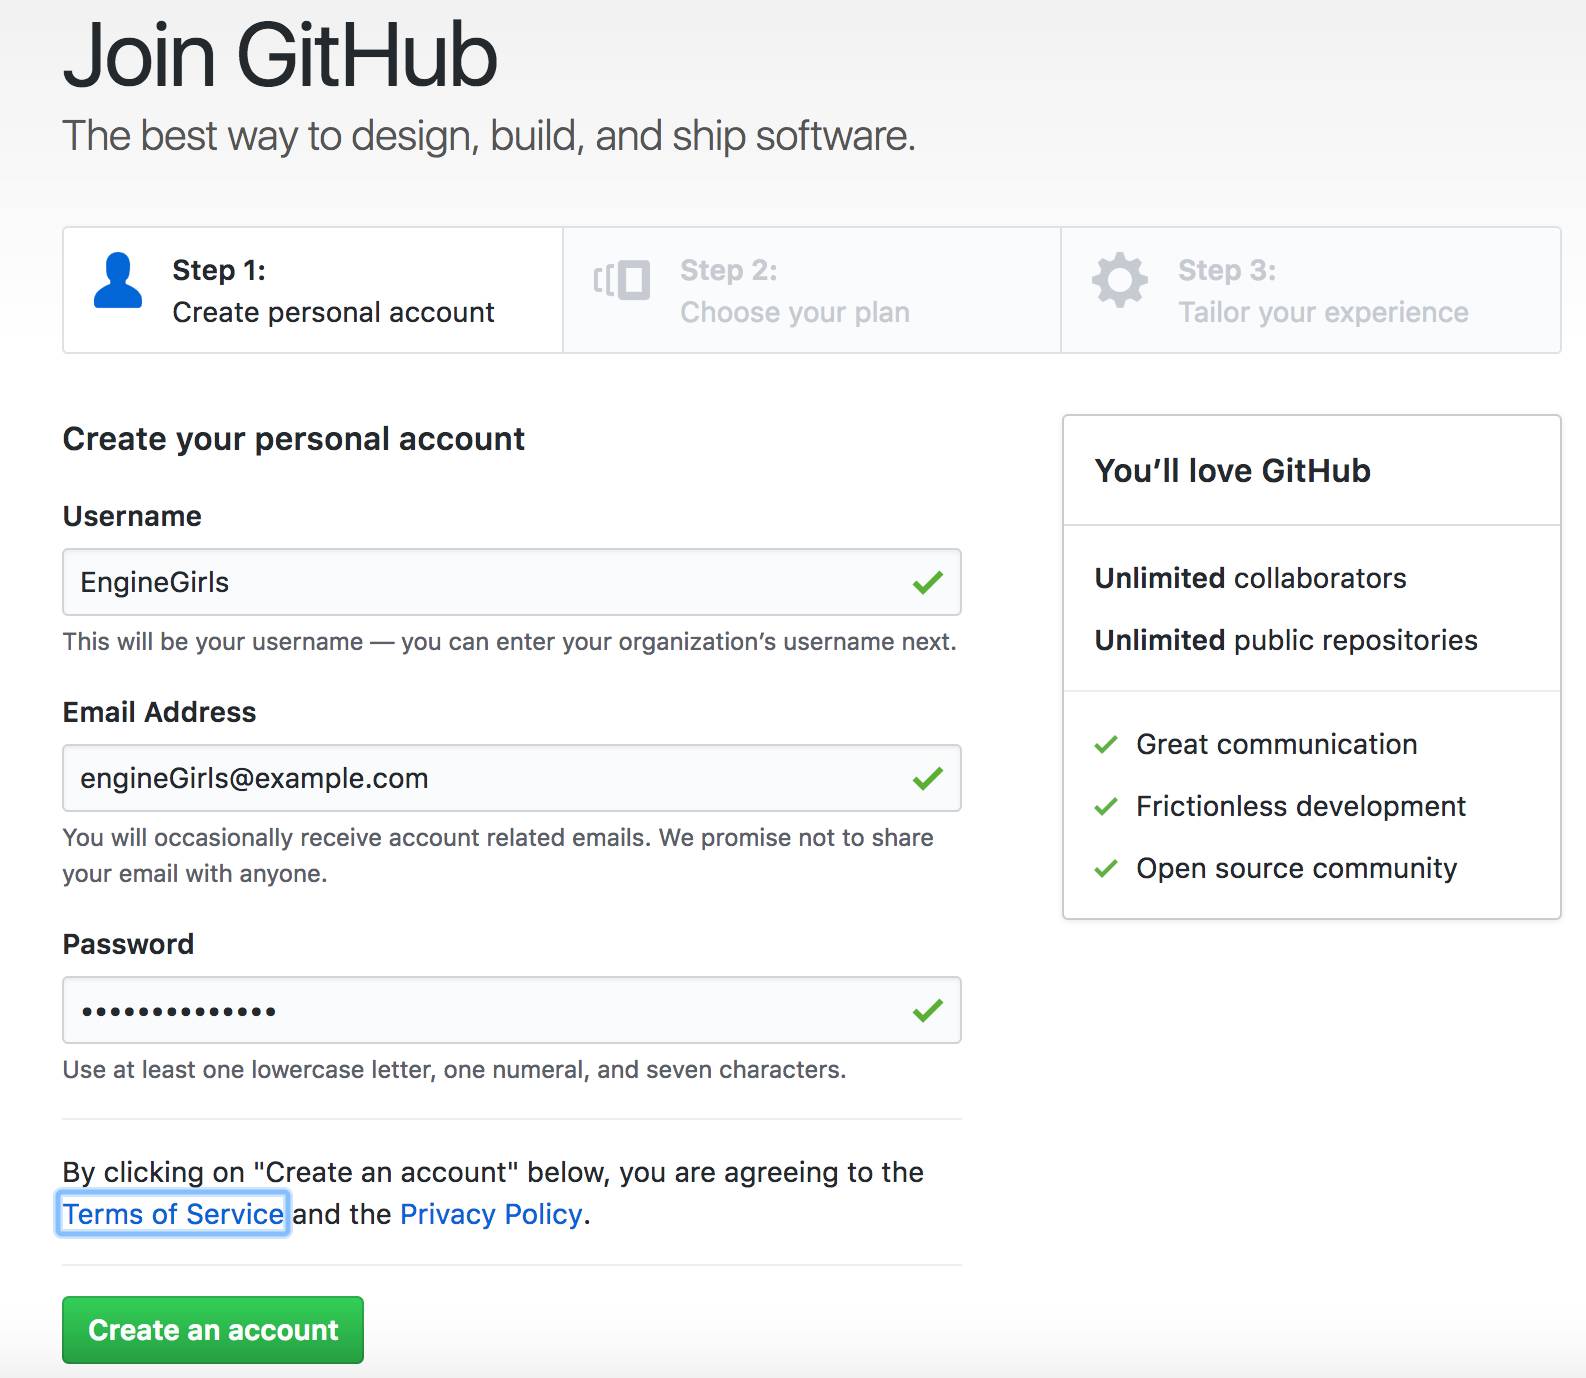 Join GitHub
The best way to design, build, and ship software.
Step 1:
Create personal account
Step 2:
Choose your plan
Step 3:
Tailor your experience
Create your personal account
Username
EngineGirls
This will be your username — you can enter your organization’s username next.
Email Address
engineGirls@example.com
You will occasionally receive account related emails. We promise not to share
your email with anyone.
Password
••••••••••••••
Use at least one lowercase letter, one numeral, and seven characters.
By clicking on "Create an account" below, you are agreeing to the
Terms of Service and the Privacy Policy.
Create an account
You’ll love GitHub
Unlimited collaborators
Unlimited public repositories
Great communication
Frictionless development
Open source community